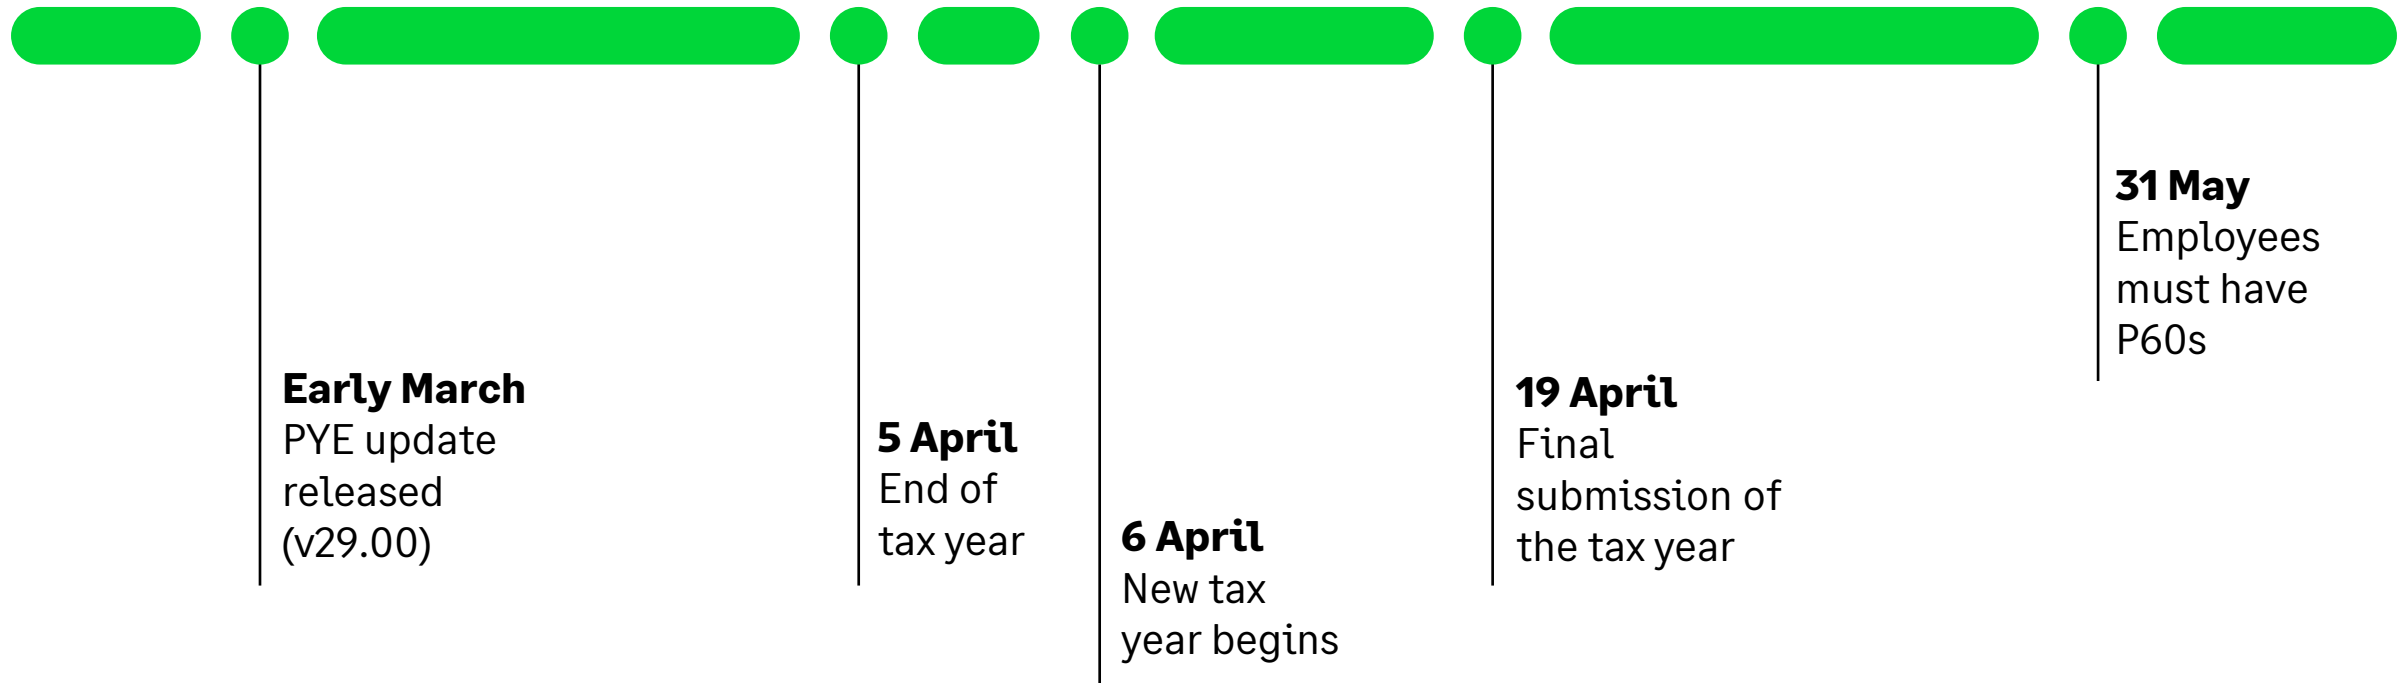 Early March
PYE update
released
(v29.00)
5 April
End of
tax year
6 April
New tax
year begins
19 April
Final
submission of
the tax year
31 May
Employees
must have
P60s